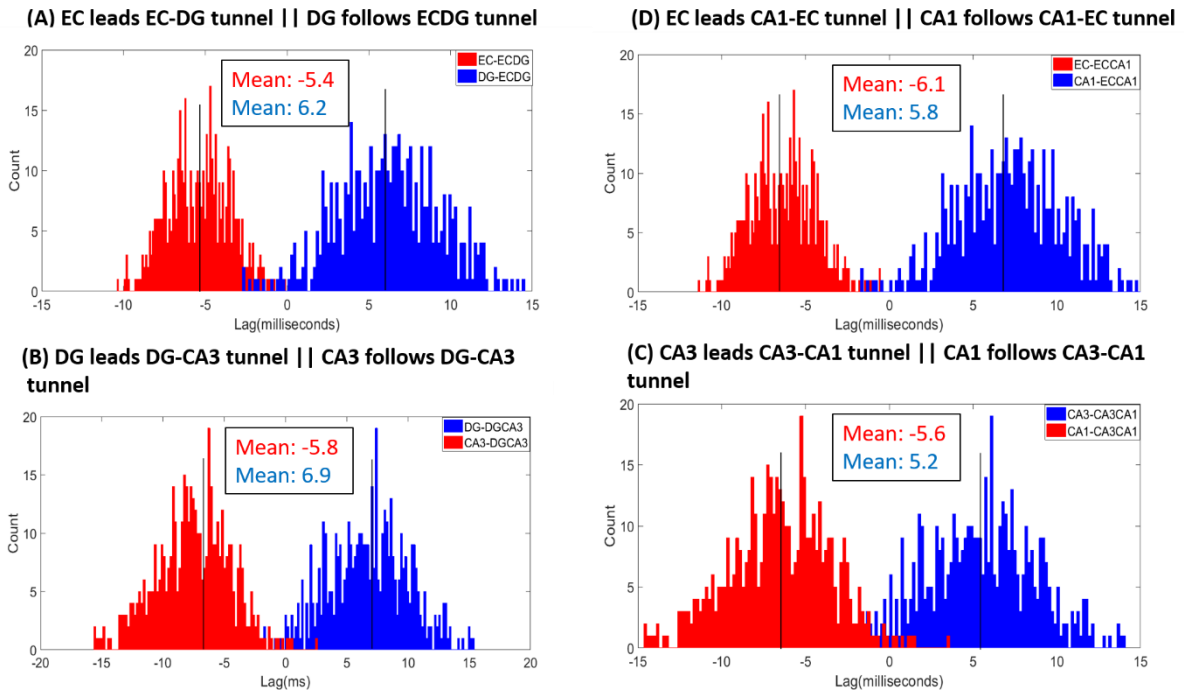 (A) EC leads EC-DG tunnel || DG follows ECDG tunnel
20
15
10
5
0
Count
EC-ECDG
DG-ECDG
Mean: -5.4
Mean: 6.2
-15 -10 -5 0 5 10 15
Lag(milliseconds)
(D) EC leads CA1-EC tunnel || CA1 follows CA1-EC tunnel
20
15
10
5
0
Count
EC-ECCA1
CA1-ECCA1
Mean: -6.1
Mean: 5.8
-15 -10 -5 0 5 10 15
Lag(milliseconds)
(B) DG leads DG-CA3 tunnel || CA3 follows DG-CA3
tunnel
20
15
10
5
0
Count
DG-DGCA3
CA3-DGCA3
Mean: -5.8
Mean: 6.9
-20 -15 -10 -5 0 5 10 15 20
Lag(ms)
(C) CA3 leads CA3-CA1 tunnel || CA1 follows CA3-CA1
tunnel
20
15
10
5
0
Count
CA3-CA3CA1
CA1-CA3CA1
Mean: -5.6
Mean: 5.2
-15 -10 -5 0 5 10 15
Lag(milliseconds)